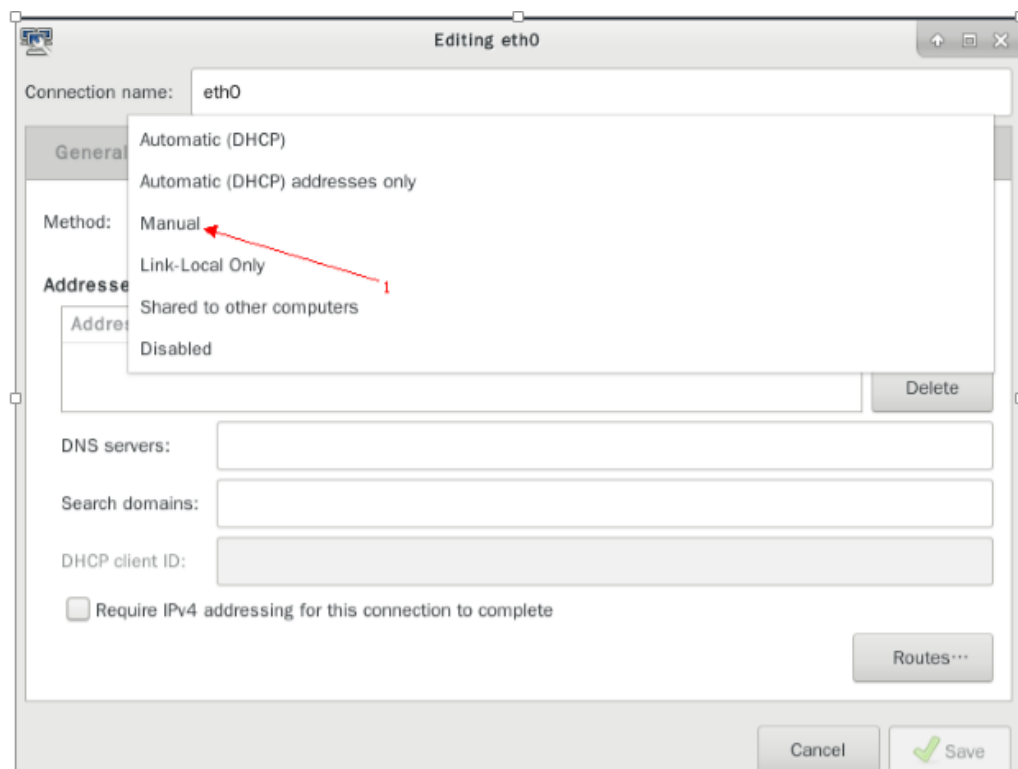 Editing eth0
Connection name: eth0
General
Automatic (DHCP)
Automatic (DHCP) addresses only
Method: Manual
1
Link-Local Only
Addresse
Shared to other computers
Addres
Disabled
Delete
DNS servers:
Search domains:
DHCP client ID:
Require IPv4 addressing for this connection to complete
Routes···
Cancel Save